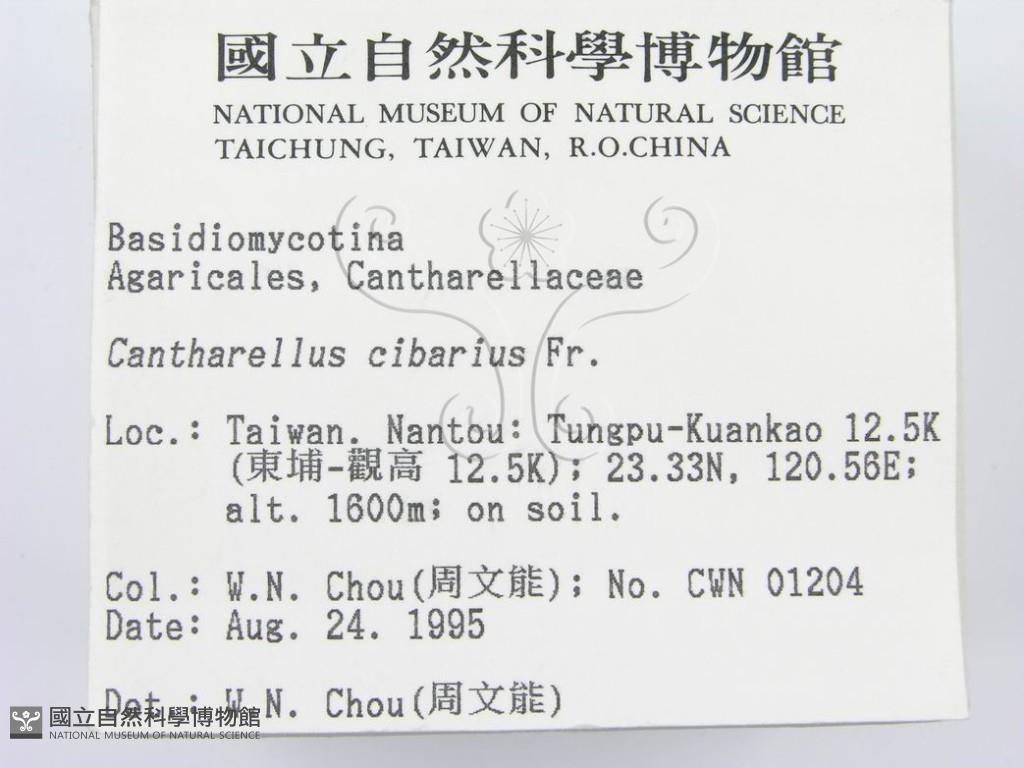 國立自然科學博物館
NATIONAL MUSEUM OF NATURAL SCIENCE
TAICHUNG, TAIWAN, R.O.CHINA
Basidiomycotina
Agaricales, Cantharellaceae
Cantharellus cibarius Fr.
Loc.: Taiwan. Nantou: Tungpu-Kuankao 12.5K
(東埔-觀高 12.5K); 23.33N, 120.56E;
alt. 1600m; on soil.
Col.: W.N. Chou(周文能); No. CWN 01204
Date: Aug. 24. 1995
Det.: W.N. Chou(周文能)
國立自然科學博物館
NATIONAL MUSEUM OF NATURAL SCIENCE